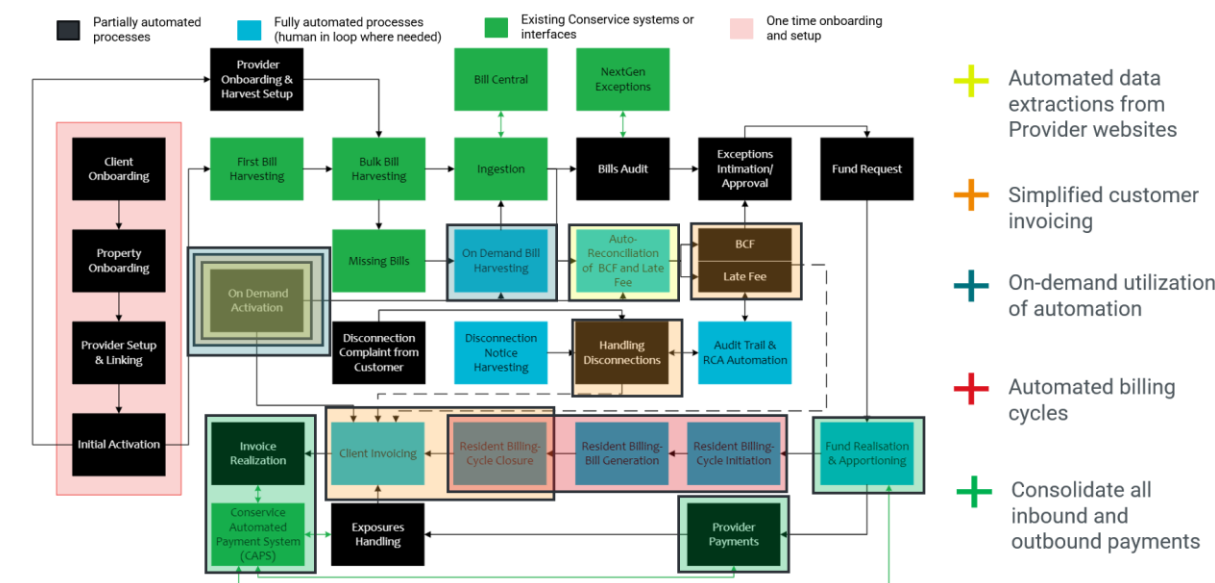 Partially automated
processes
Fully automated processes
(human in loop where needed)
Existing Conservice systems or
interfaces
One time onboarding
and setup
Provider
Onboarding &
Harvest Setup
Bill Central
NextGen
Exceptions
Client
Onboarding
First Bill
Harvesting
Bulk Bill
Harvesting
Ingestion
Bills Audit
Exceptions
Intimation/
Approval
Fund Request
Property
Onboarding
Missing Bills
On Demand Bill
Harvesting
Auto-
Reconciliation
of BCF and Late
Fee
BCF
Late Fee
On Demand
Activation
Provider Setup
& Linking
Disconnection
Complaint from
Customer
Disconnection
Notice
Harvesting
Handling
Disconnections
Audit Trail &
RCA Automation
Initial Activation
Invoice
Realization
Client Invoicing
Resident Billing-
Cycle Closure
Resident Billing-
Bill Generation
Resident Billing-
Cycle Initiation
Fund Realisation
& Apportioning
Conservice
Automated
Payment System
(CAPS)
Exposures
Handling
Provider
Payments
Automated data
extractions from
Provider websites
Simplified customer
invoicing
On-demand utilization
of automation
Automated billing
cycles
Consolidate all
inbound and
outbound payments